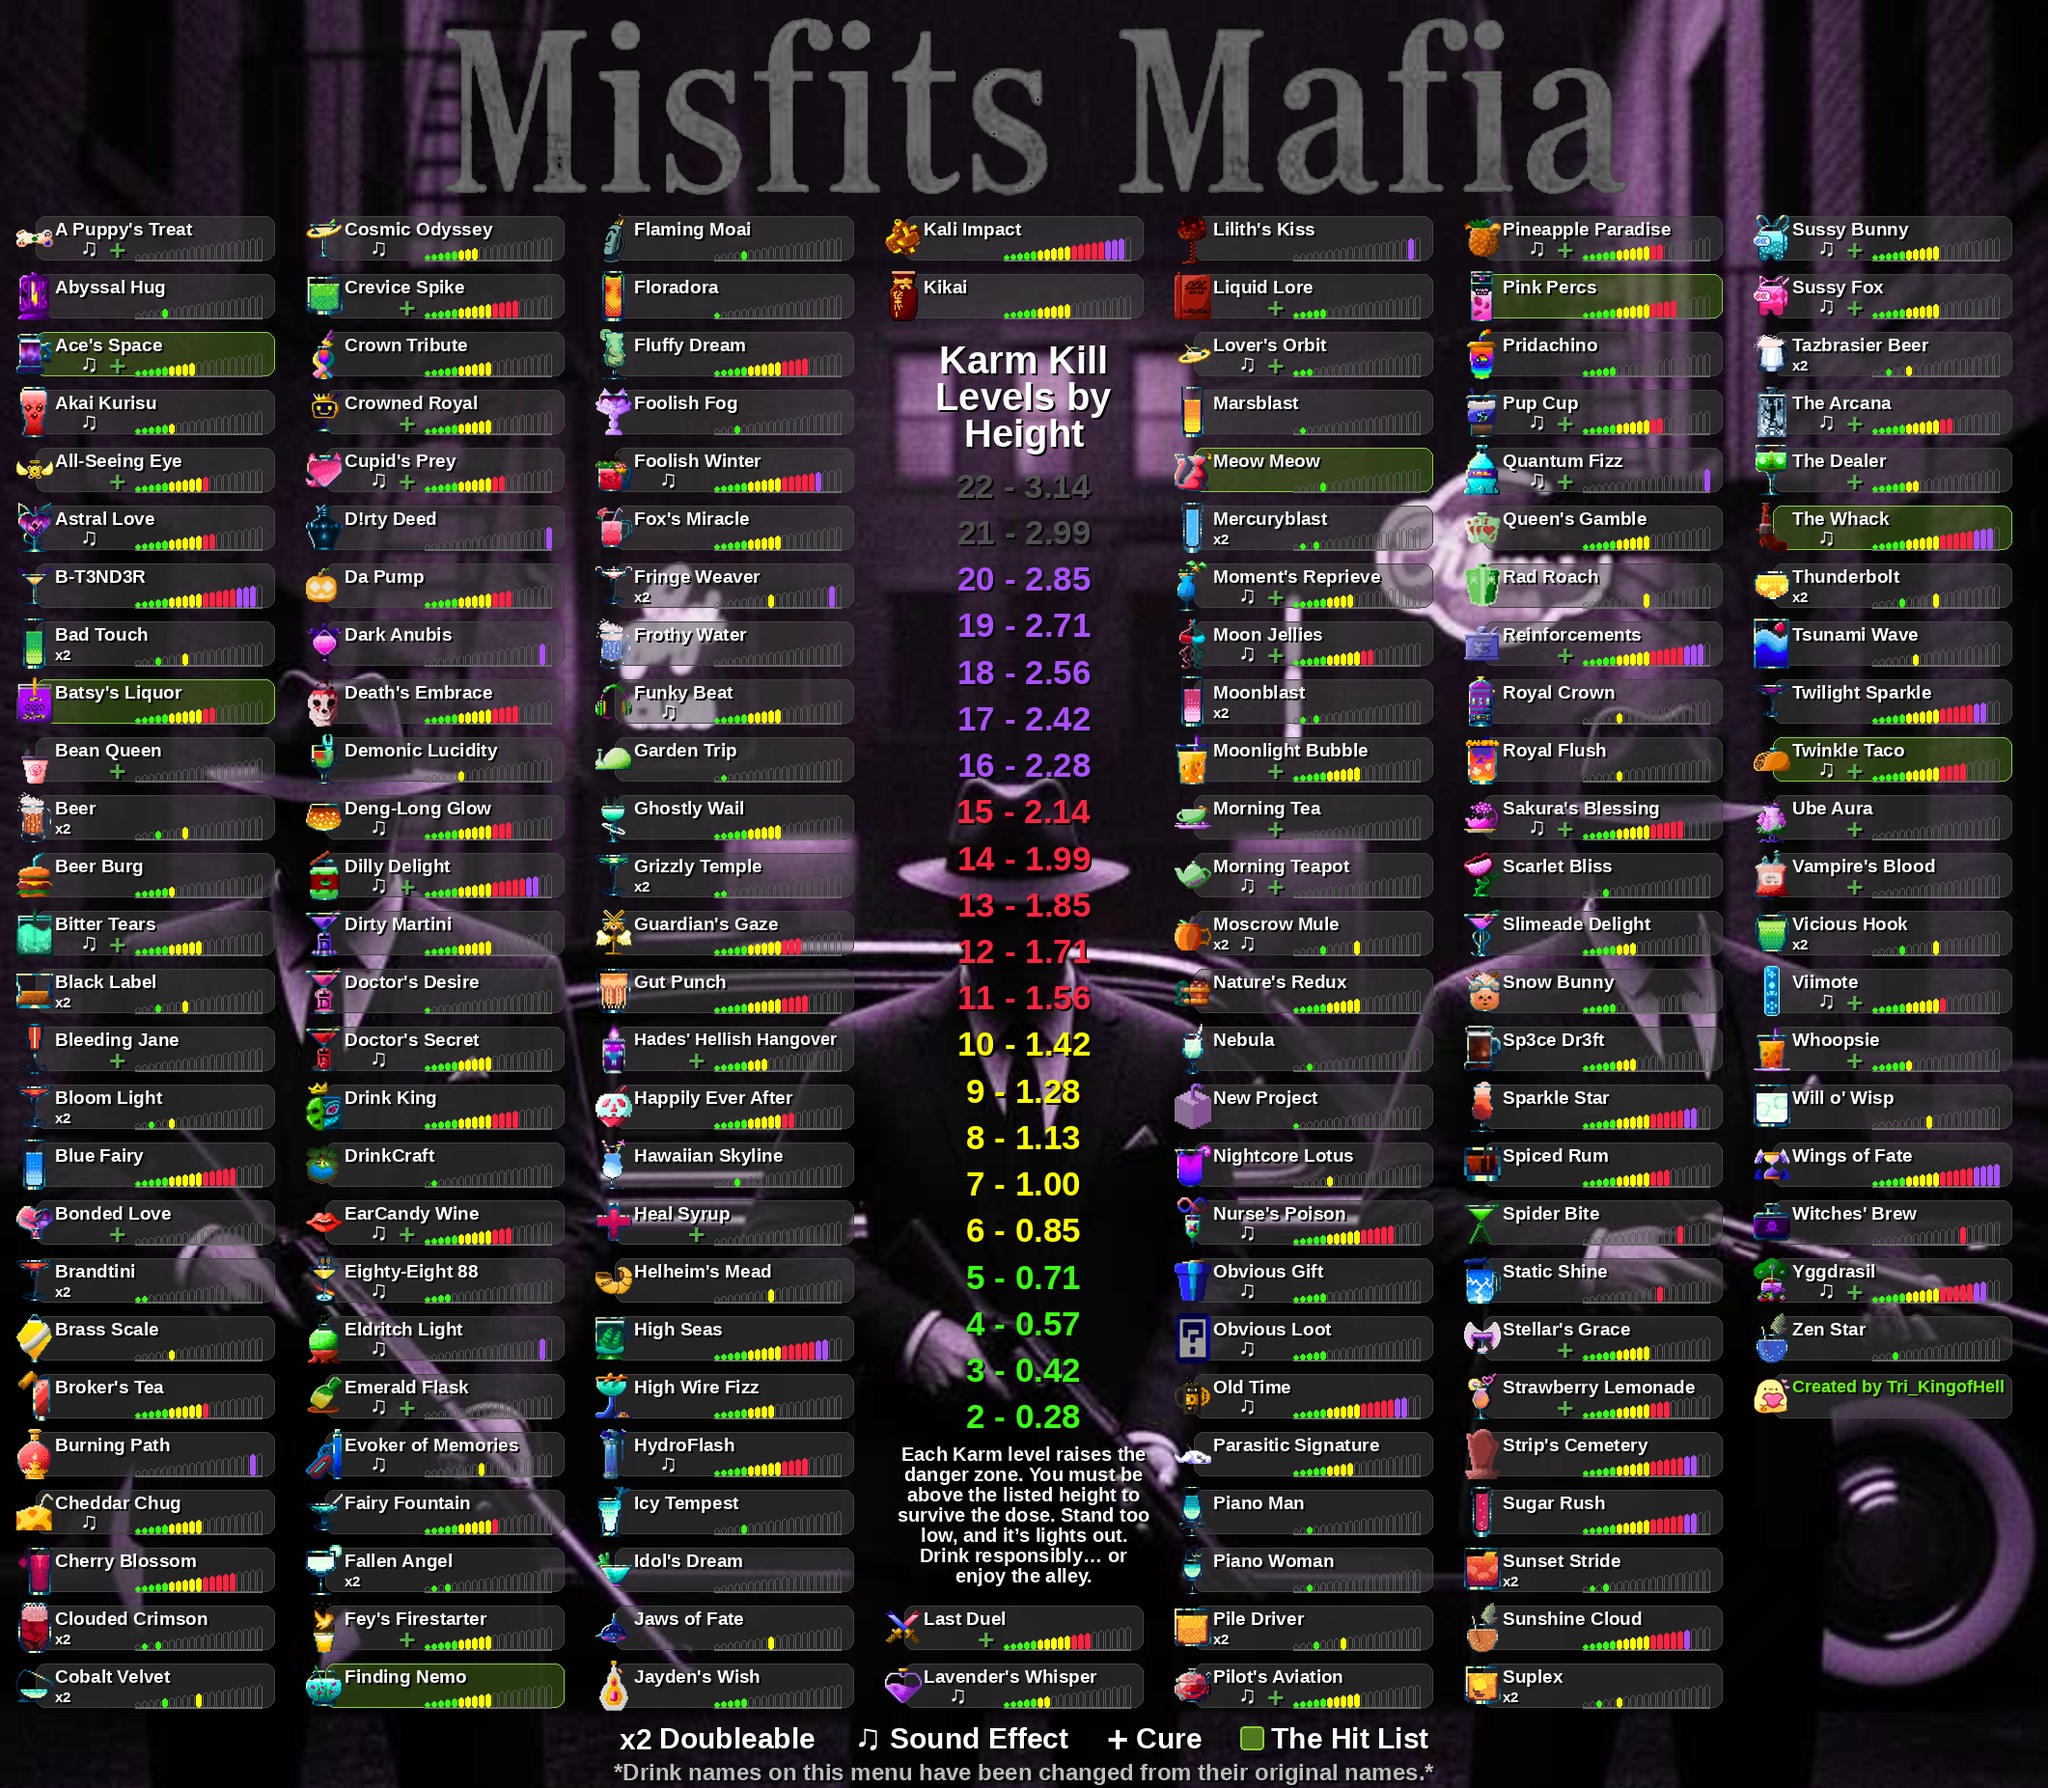 Misfits Mafia
A Puppy's Treat
♫ +
Abyssal Hug
Ace's Space
♫ +
Akai Kurisu
♫
All-Seeing Eye
+
Astral Love
♫
B-T3ND3R
Bad Touch
x2
Batsy's Liquor
Bean Queen
+
Beer
x2
Beer Burg
Bitter Tears
♫ +
Black Label
x2
Bleeding Jane
+
Bloom Light
x2
Blue Fairy
Bonded Love
+
Brandtini
x2
Brass Scale
Broker's Tea
Burning Path
Cheddar Chug
♫
Cherry Blossom
Clouded Crimson
x2
Cobalt Velvet
x2
Cosmic Odyssey
♫
Crevice Spike
+
Crown Tribute
Crowned Royal
+
Cupid's Prey
♫ +
D!rty Deed
Da Pump
Dark Anubis
Death's Embrace
Demonic Lucidity
Deng-Long Glow
♫
Dilly Delight
♫ +
Dirty Martini
Doctor's Desire
Doctor's Secret
♫
Drink King
DrinkCraft
EarCandy Wine
♫ +
Eighty-Eight 88
♫
Eldritch Light
♫
Emerald Flask
♫ +
Evoker of Memories
♫
Fairy Fountain
Fallen Angel
x2
Fey's Firestarter
+
Finding Nemo
Flaming Moai
Floradora
Fluffy Dream
Foolish Fog
Foolish Winter
♫
Fox's Miracle
Fringe Weaver
x2
Frothy Water
Funky Beat
♫
Garden Trip
Ghostly Wail
Grizzly Temple
x2
Guardian's Gaze
Gut Punch
Hades' Hellish Hangover
+
Happily Ever After
Hawaiian Skyline
Heal Syrup
+
Helheim's Mead
High Seas
High Wire Fizz
HydroFlash
♫
Icy Tempest
Idol's Dream
Jaws of Fate
Jayden's Wish
Kali Impact
Kikai
Karm Kill
Levels by
Height
22 - 3.14
21 - 2.99
20 - 2.85
19 - 2.71
18 - 2.56
17 - 2.42
16 - 2.28
15 - 2.14
14 - 1.99
13 - 1.85
12 - 1.71
11 - 1.56
10 - 1.42
9 - 1.28
8 - 1.13
7 - 1.00
6 - 0.85
5 - 0.71
4 - 0.57
3 - 0.42
2 - 0.28
Each Karm level raises the
danger zone. You must be
above the listed height to
survive the dose. Stand too
low, and it’s lights out.
Drink responsibly… or
enjoy the alley.
Last Duel
+
Lavender's Whisper
♫
Lilith's Kiss
Liquid Lore
+
Lover's Orbit
♫ +
Marsblast
Meow Meow
Mercuryblast
x2
Moment's Reprieve
♫ +
Moon Jellies
♫ +
Moonblast
x2
Moonlight Bubble
+
Morning Tea
+
Morning Teapot
♫ +
Moscrow Mule
x2 ♫
Nature's Redux
Nebula
New Project
Nightcore Lotus
Nurse's Poison
♫
Obvious Gift
♫
Obvious Loot
♫
Old Time
♫
Parasitic Signature
Piano Man
Piano Woman
Pile Driver
x2
Pilot's Aviation
♫ +
Pineapple Paradise
♫ +
Pink Percs
Pridachino
Pup Cup
♫ +
Quantum Fizz
♫ +
Queen's Gamble
Rad Roach
Reinforcements
+
Royal Crown
Royal Flush
Sakura's Blessing
♫ +
Scarlet Bliss
Slimeade Delight
Snow Bunny
Sp3ce Dr3ft
Sparkle Star
Spiced Rum
Spider Bite
Static Shine
Stellar's Grace
+
Strawberry Lemonade
+
Strip's Cemetery
Sugar Rush
Sunset Stride
x2
Sunshine Cloud
Suplex
x2
Sussy Bunny
♫ +
Sussy Fox
♫ +
Tazbrasier Beer
x2
The Arcana
♫ +
The Dealer
+
The Whack
♫
Thunderbolt
x2
Tsunami Wave
Twilight Sparkle
Twinkle Taco
♫ +
Ube Aura
+
Vampire's Blood
+
Vicious Hook
x2
Viimote
♫ +
Whoopsie
+
Will o' Wisp
Wings of Fate
Witches' Brew
Yggdrasil
♫ +
Zen Star
Created by Tri_KingofHell
x2 Doubleable ♫ Sound Effect + Cure The Hit List
*Drink names on this menu have been changed from their original names.*